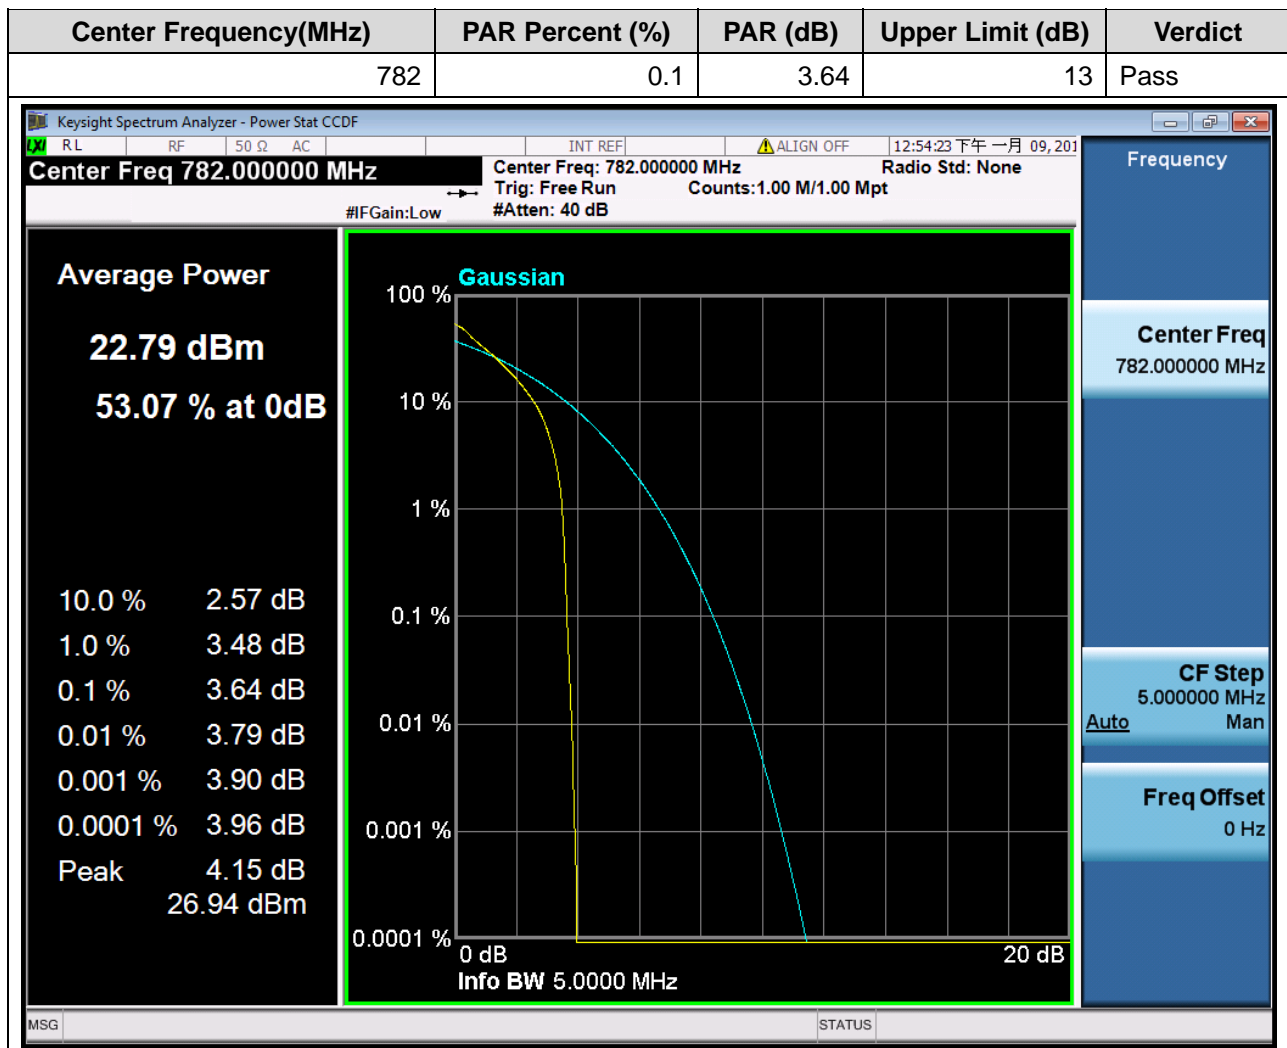 Center Frequency(MHz) PAR Percent (%) PAR (dB) Upper Limit (dB) Verdict
782 0.1 3.64 13 Pass
Keysight Spectrum Analyzer - Power Stat CCDF
LXI RL RF 50 Ω AC INT REF ALIGN OFF 12:54:23 下午 一月 09, 201
Center Freq 782.000000 MHz
Center Freq: 782.000000 MHz Radio Std: None
Trig: Free Run Counts:1.00 M/1.00 Mpt
#IFGain:Low #Atten: 40 dB
Average Power
22.79 dBm
53.07 % at 0dB
10.0 % 2.57 dB
1.0 % 3.48 dB
0.1 % 3.64 dB
0.01 % 3.79 dB
0.001 % 3.90 dB
0.0001 % 3.96 dB
Peak 4.15 dB
26.94 dBm
Gaussian
100 %
10 %
1 %
0.1 %
0.01 %
0.001 %
0.0001 %
0 dB 20 dB
Info BW 5.0000 MHz
Frequency
Center Freq
782.000000 MHz
CF Step
5.000000 MHz
Auto Man
Freq Offset
0 Hz
MSG STATUS